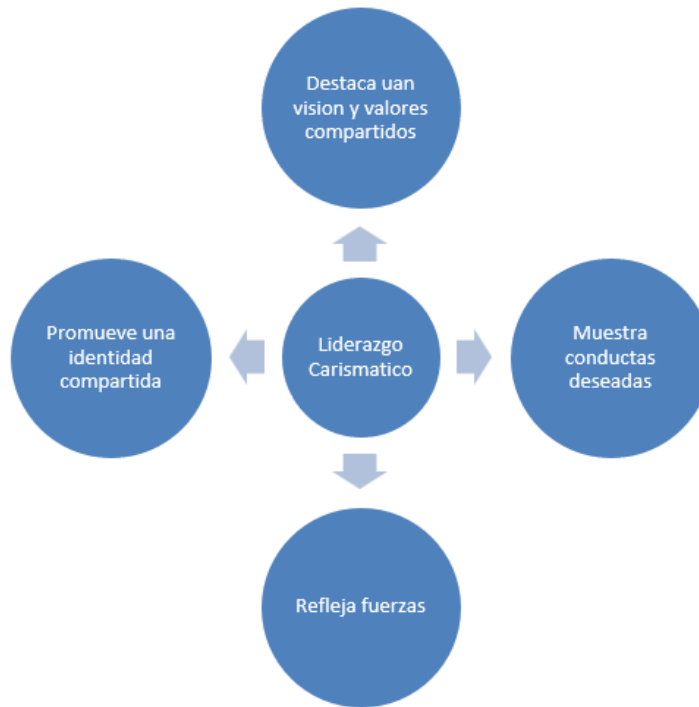 Destaca uan
vision y valores
compartidos
Promueve una
identidad
compartida
Liderazgo
Carismatico
Muestra
conductas
deseadas
Refleja fuerzas